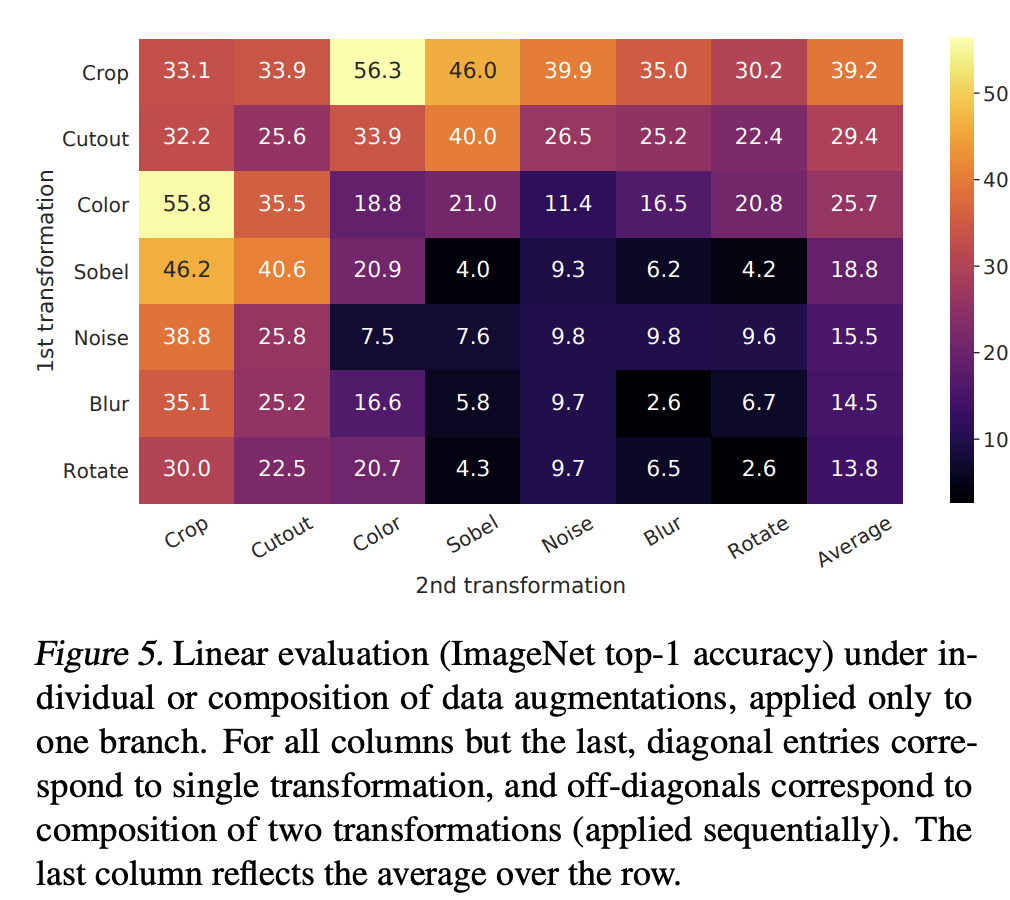 Crop 33.1 33.9 56.3 46.0 39.9 35.0 30.2 39.2
Cutout 32.2 25.6 33.9 40.0 26.5 25.2 22.4 29.4
Color 55.8 35.5 18.8 21.0 11.4 16.5 20.8 25.7
Sobel 46.2 40.6 20.9 4.0 9.3 6.2 4.2 18.8
Noise 38.8 25.8 7.5 7.6 9.8 9.8 9.6 15.5
Blur 35.1 25.2 16.6 5.8 9.7 2.6 6.7 14.5
Rotate 30.0 22.5 20.7 4.3 9.7 6.5 2.6 13.8
1st transformation
Crop Cutout Color Sobel Noise Blur Rotate Average
2nd transformation
50
40
30
20
10
Figure 5. Linear evaluation (ImageNet top-1 accuracy) under in-
dividual or composition of data augmentations, applied only to
one branch. For all columns but the last, diagonal entries corre-
spond to single transformation, and off-diagonals correspond to
composition of two transformations (applied sequentially). The
last column reflects the average over the row.